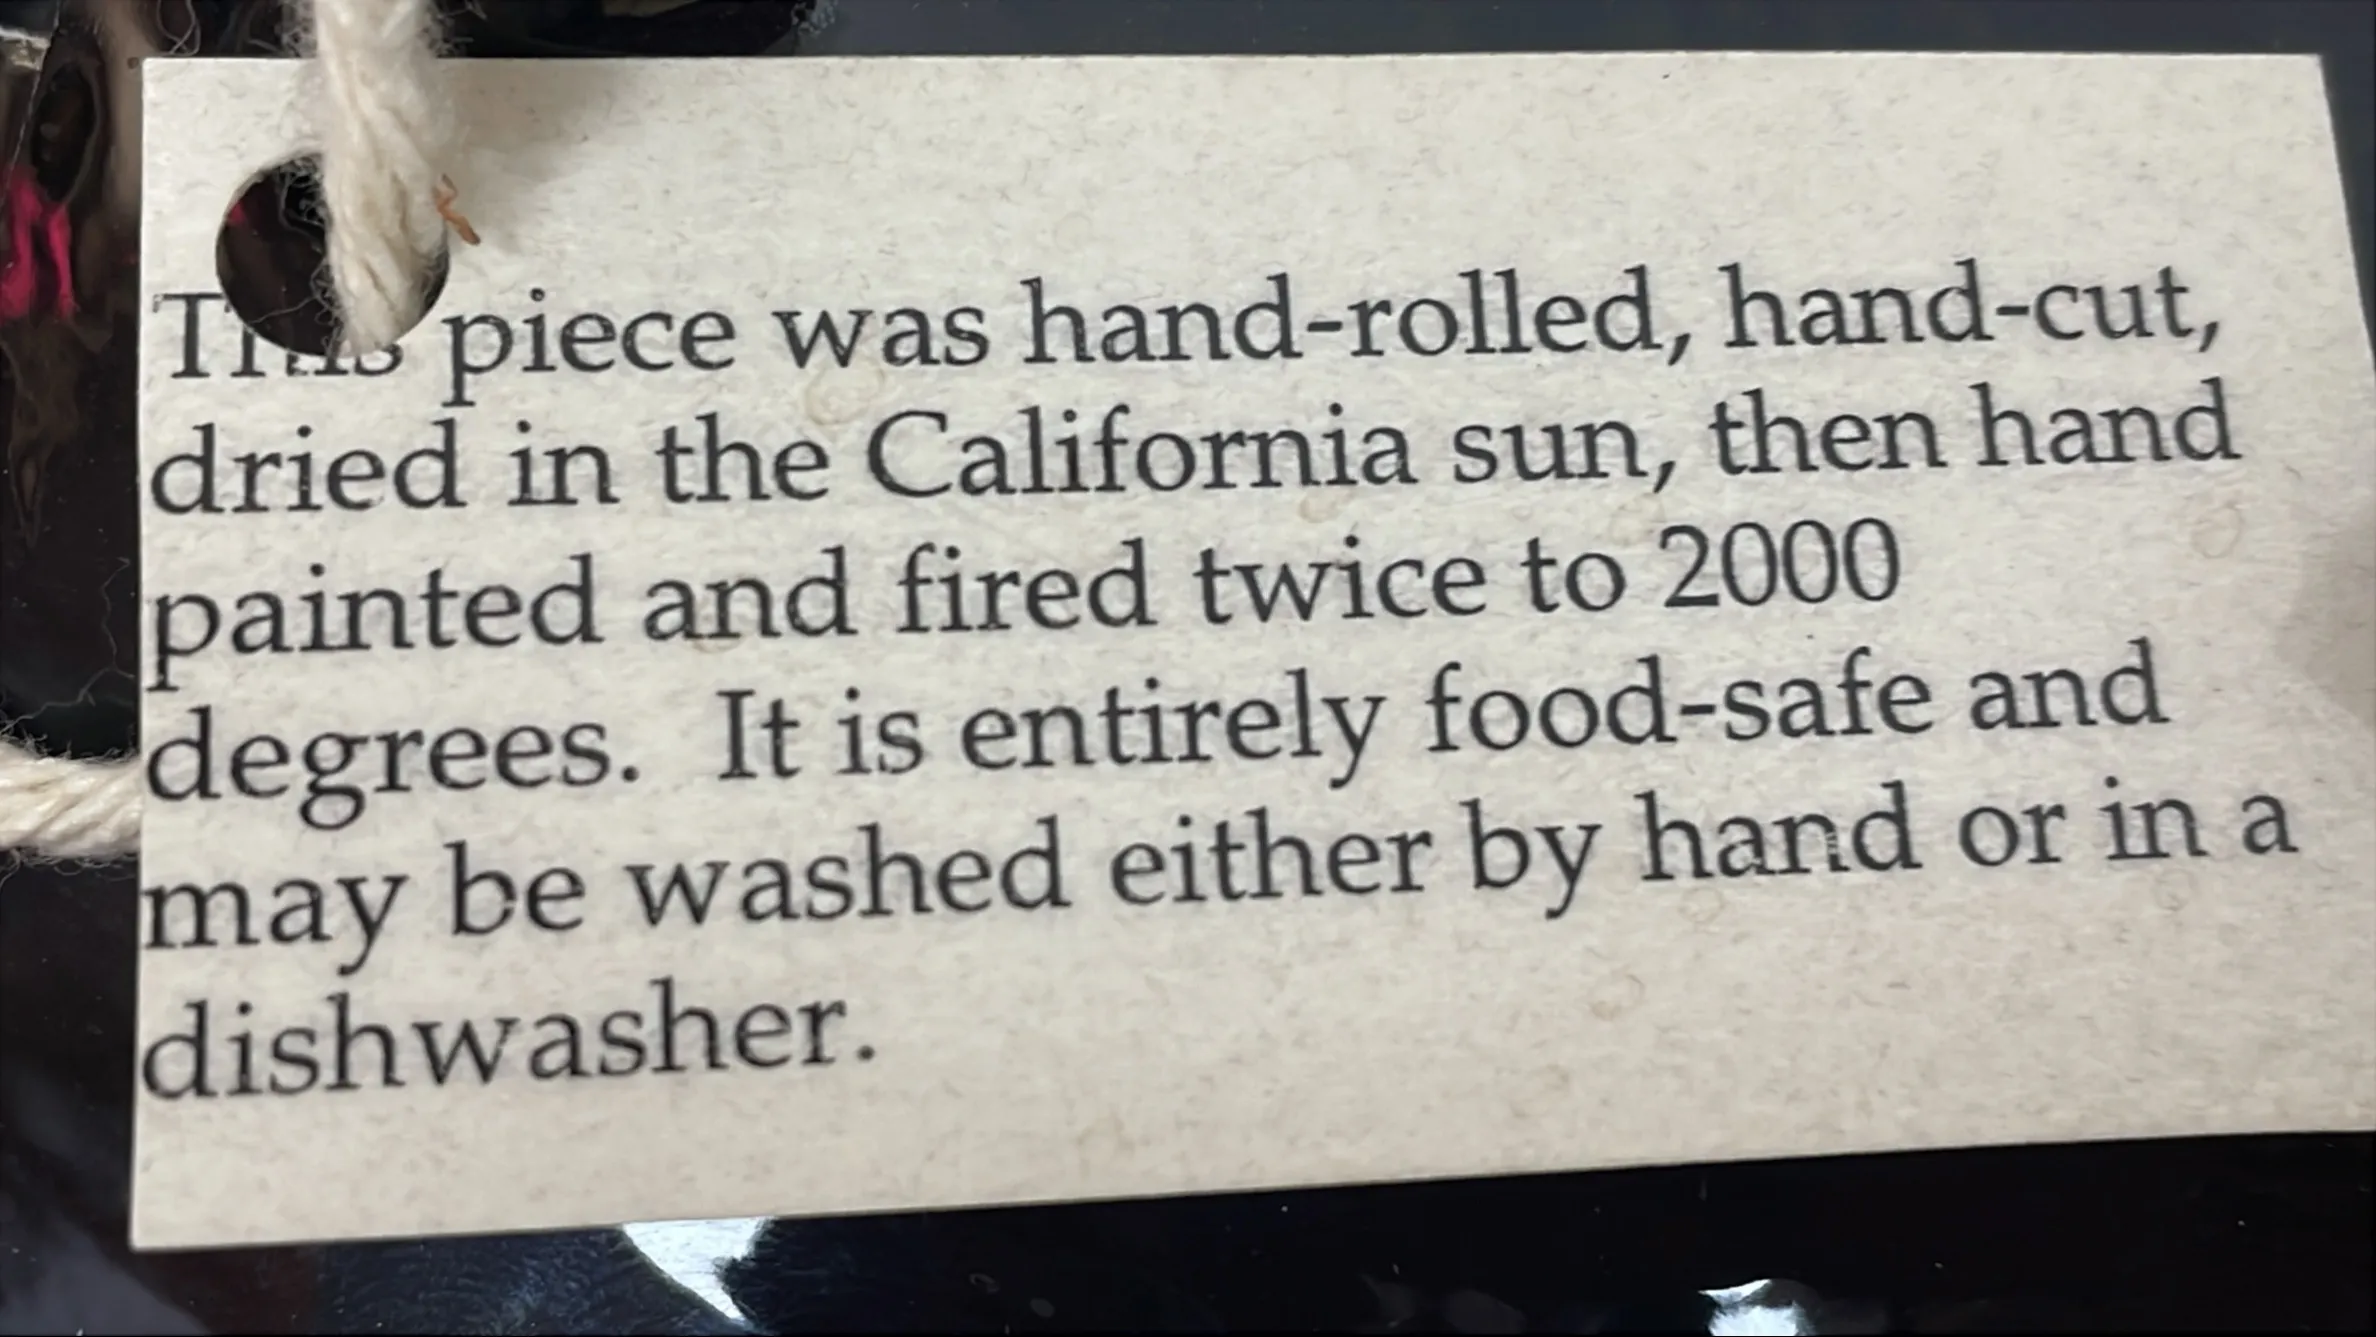 This piece was hand-rolled, hand-cut,
dried in the California sun, then hand
painted and fired twice to 2000
degrees.  It is entirely food-safe and
may be washed either by hand or in a
dishwasher.